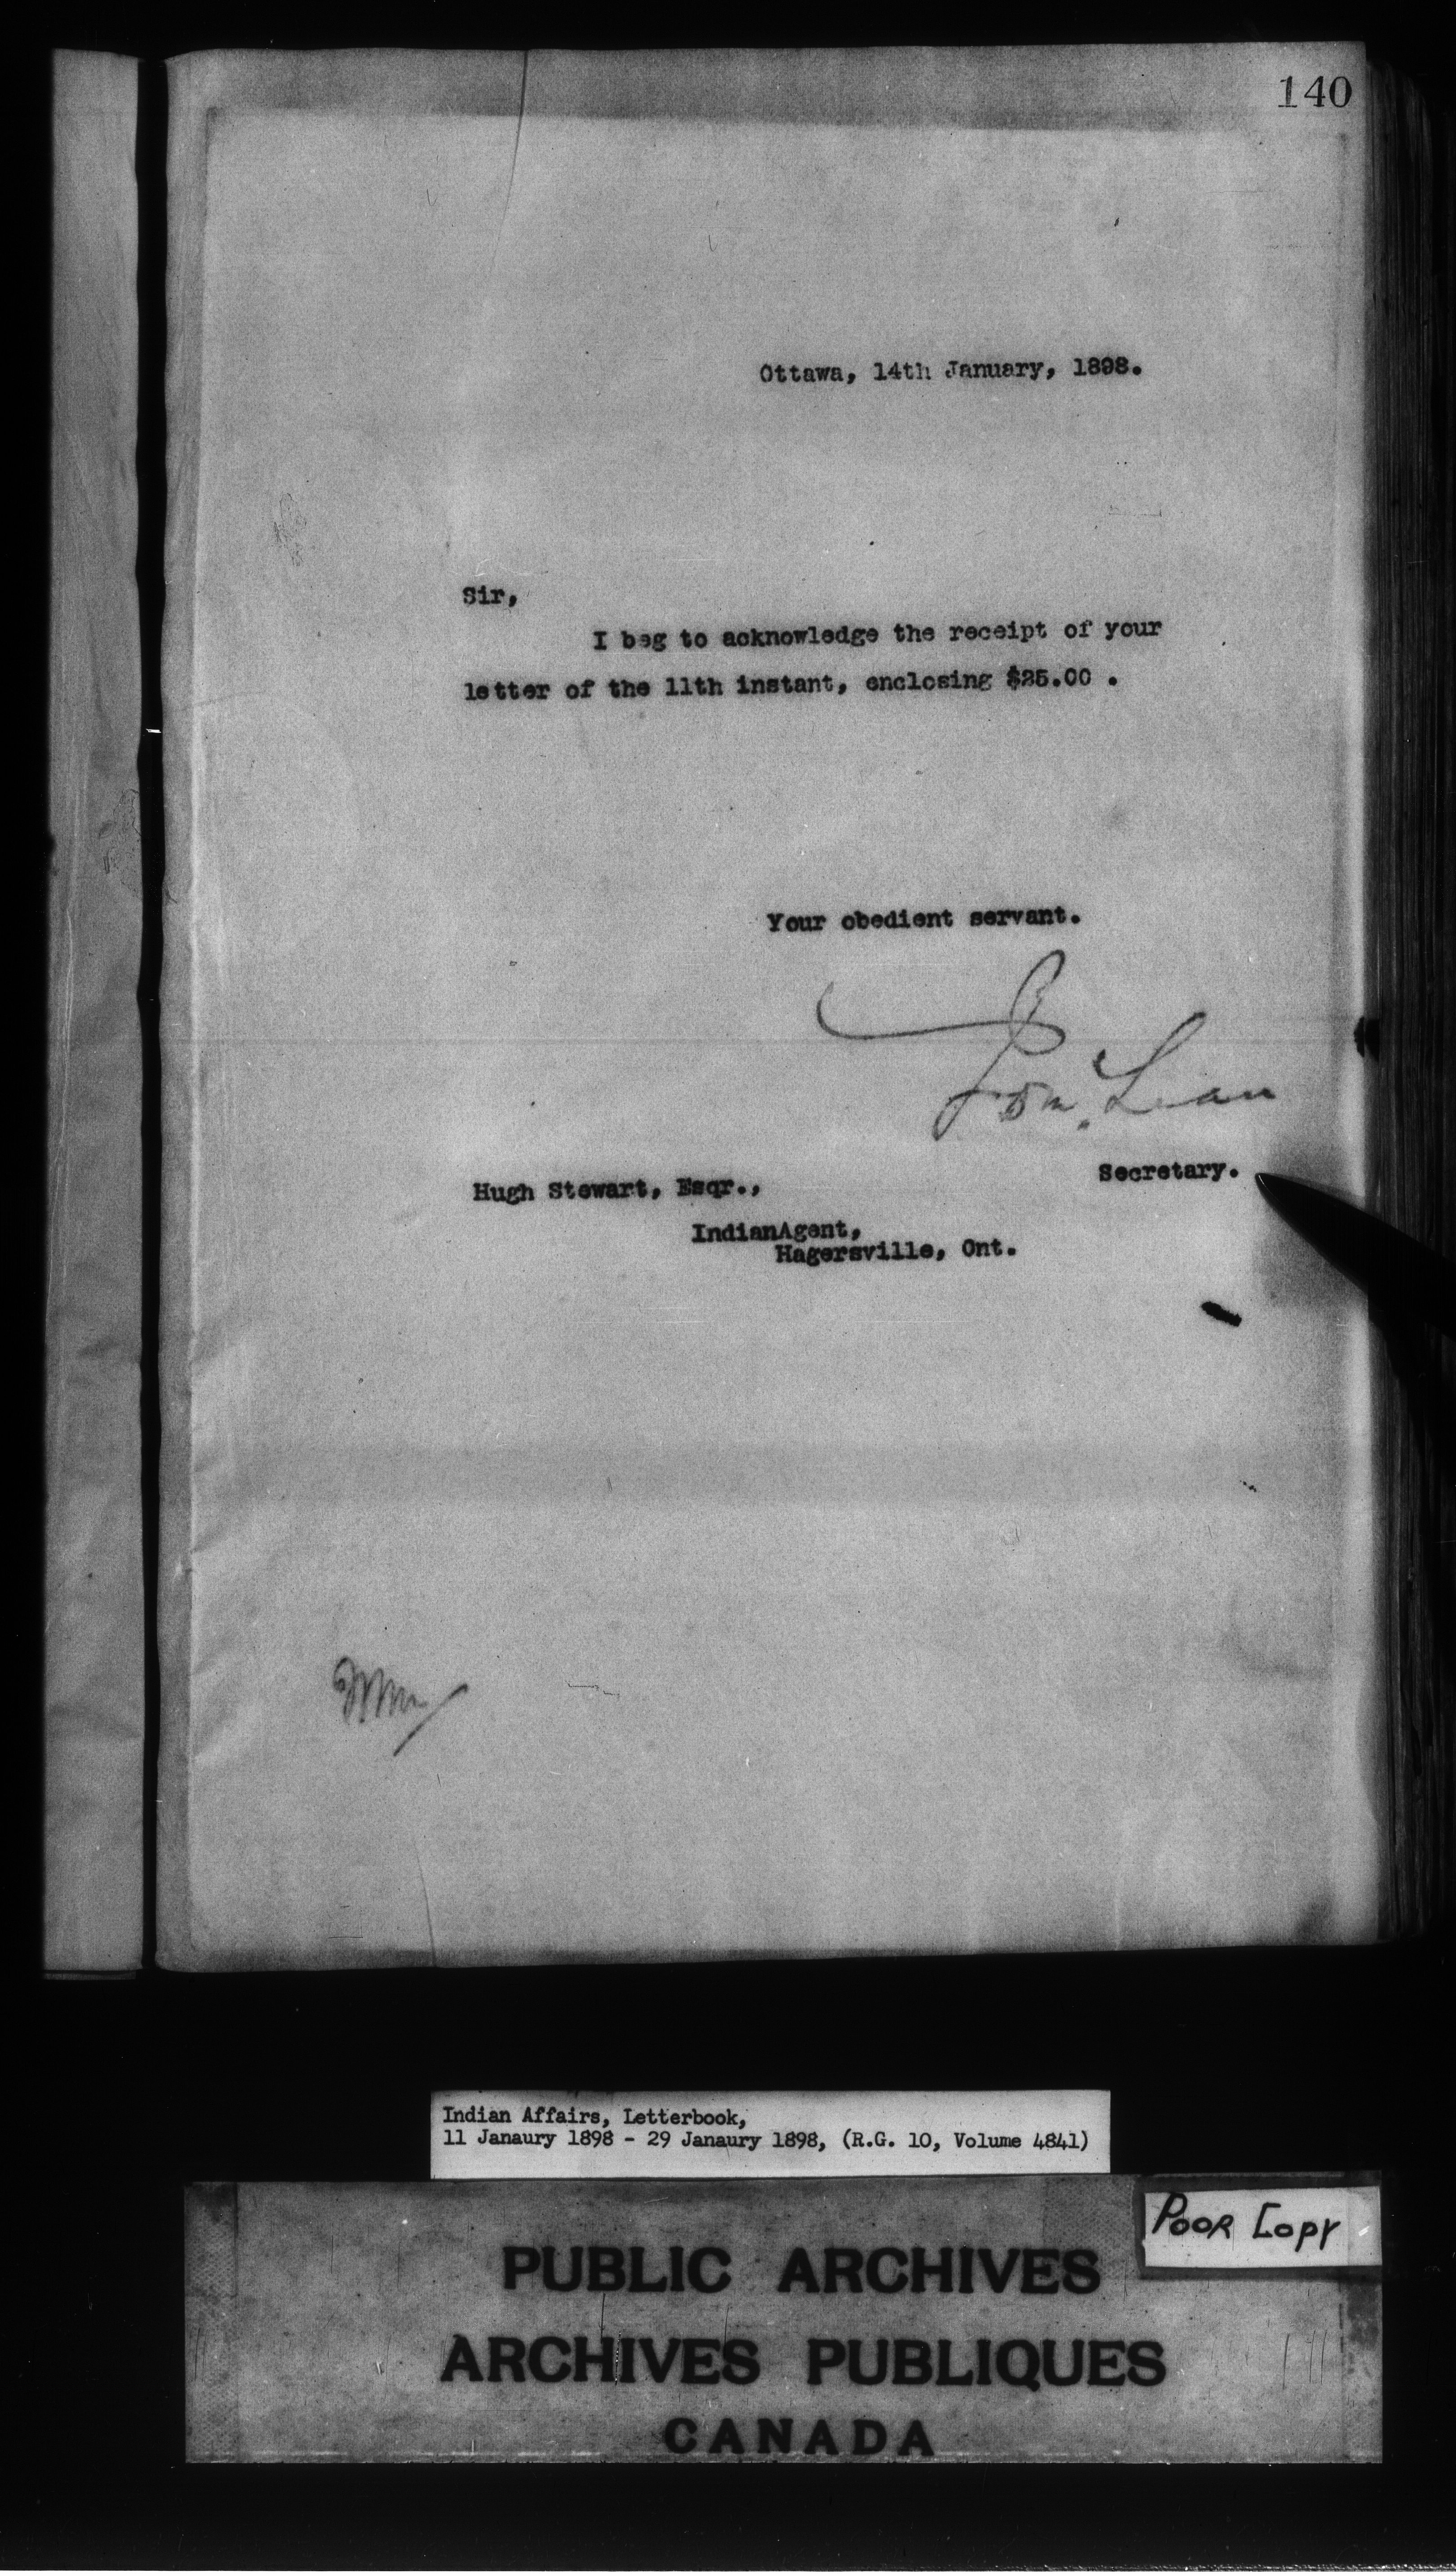 140
Ottawa, 14th January, 1898.
Sir,
I beg to acknowledge the receipt of your
letter of the 11th instant, enclosing $25.00 .
Your obedient servant.
Lean
Secretary.
Hugh Stewart, Esqr.,
IndianAgent,
Hagersville, Ont.
Indian Affairs, Letterbook,
11 Janaury 1898 - 29 Janaury 1898, (R.G. 10, Volume 4841)
POOR COPY
PUBLIC ARCHIVES
ARCHIVES PUBLIQUES
CANADA